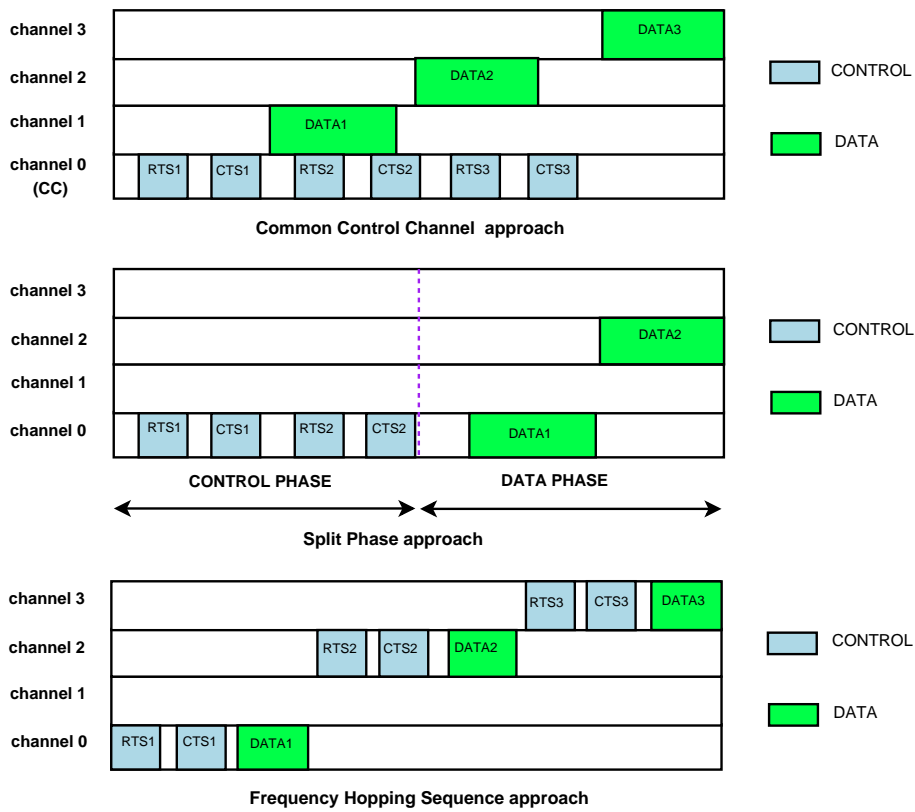 channel 3
DATA3
channel 2
DATA2
channel 1
DATA1
channel 0
(CC)
RTS1
CTS1
RTS2
CTS2
RTS3
CTS3
CONTROL
DATA
Common Control Channel approach
channel 3
channel 2
DATA2
channel 1
channel 0
RTS1
CTS1
RTS2
CTS2
DATA1
CONTROL
DATA
CONTROL PHASE
DATA PHASE
Split Phase approach
channel 3
RTS3
CTS3
DATA3
channel 2
RTS2
CTS2
DATA2
channel 1
channel 0
RTS1
CTS1
DATA1
CONTROL
DATA
Frequency Hopping Sequence approach